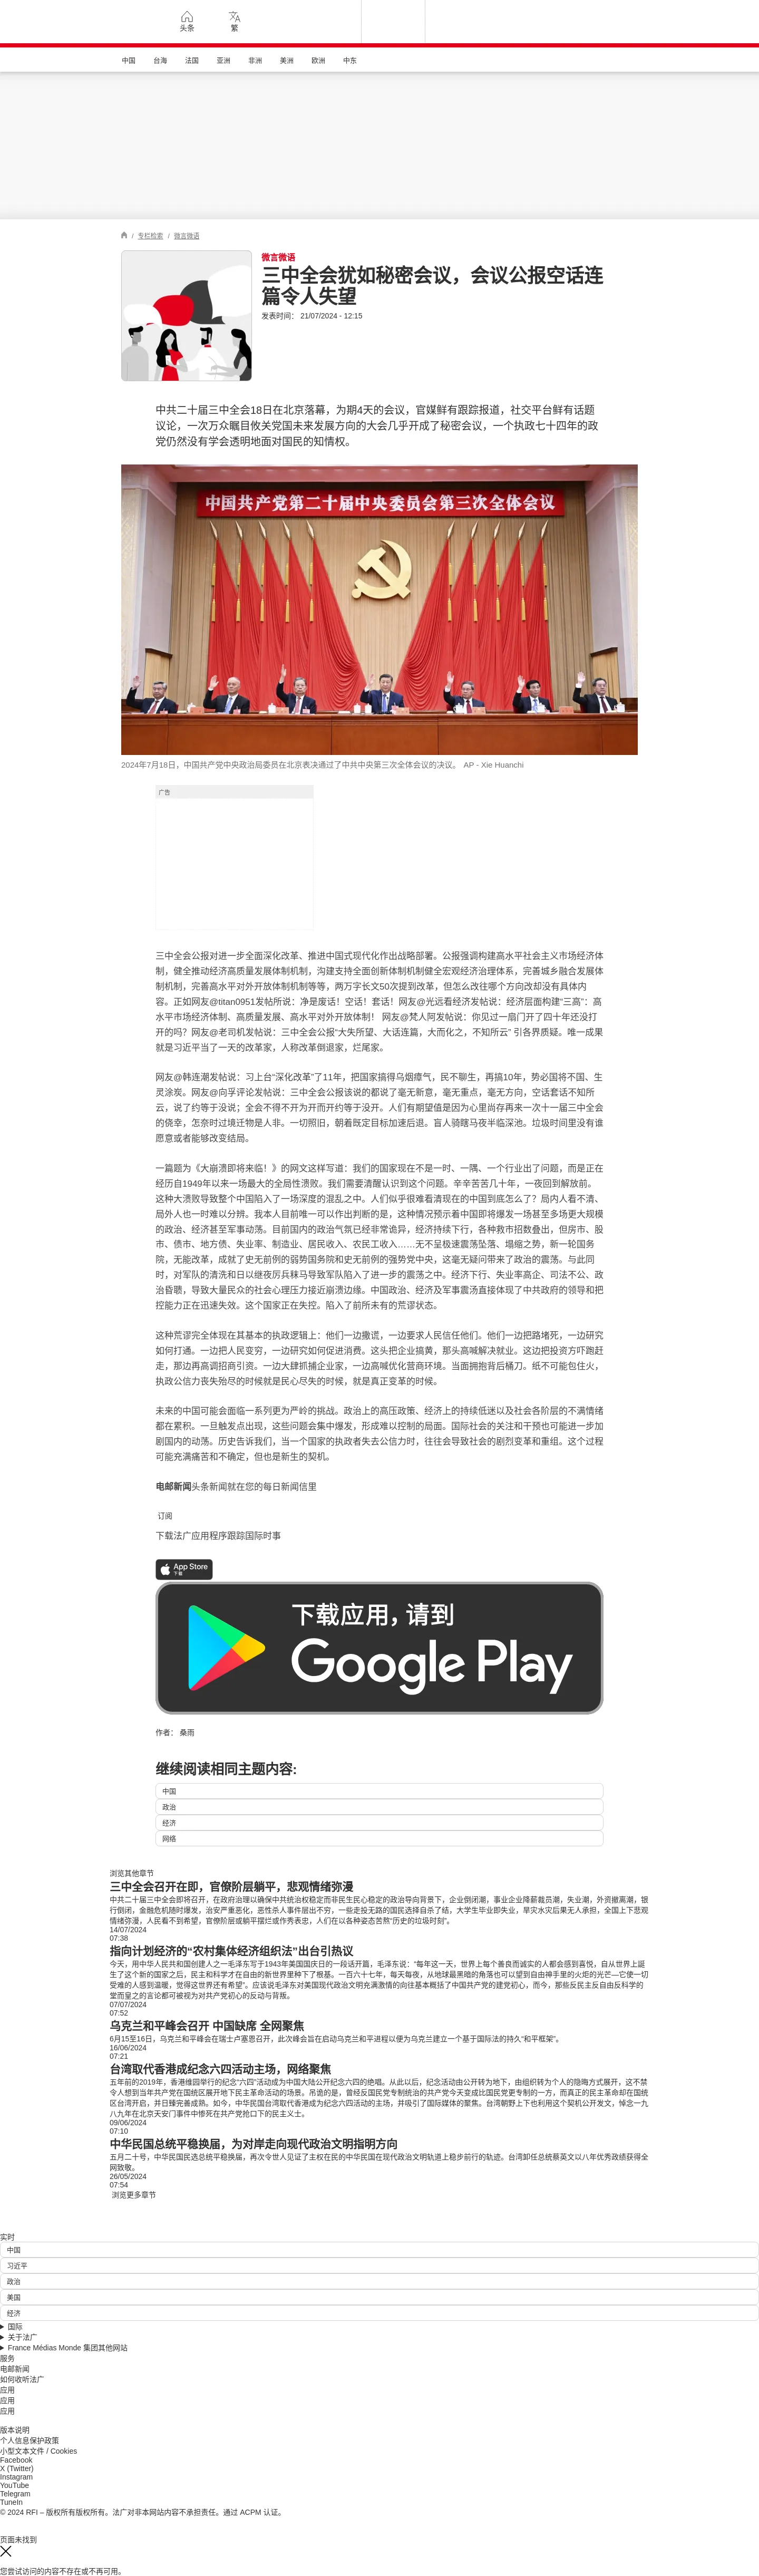 头条
繁
中国 台海 法国 亚洲 非洲 美洲 欧洲 中东
/ 专栏检索 / 微言微语
微言微语
三中全会犹如秘密会议，会议公报空话连
篇令人失望
发表时间： 21/07/2024 - 12:15
中共二十届三中全会18日在北京落幕，为期4天的会议，官媒鲜有跟踪报道，社交平台鲜有话题
议论，一次万众瞩目攸关党国未来发展方向的大会几乎开成了秘密会议，一个执政七十四年的政
党仍然没有学会透明地面对国民的知情权。
中国共产党第二十届中央委员会第三次全体会议
2024年7月18日，中国共产党中央政治局委员在北京表决通过了中共中央第三次全体会议的决议。 AP - Xie Huanchi
广告
三中全会公报对进一步全面深化改革、推进中国式现代化作出战略部署。公报强调构建高水平社会主义市场经济体
制，健全推动经济高质量发展体制机制，沟建支持全面创新体制机制健全宏观经济治理体系，完善城乡融合发展体
制机制，完善高水平对外开放体制机制等等，两万字长文50次提到改革，但怎么改往哪个方向改却没有具体内
容。正如网友@titan0951发帖所说：净是废话！空话！套话！网友@光远看经济发帖说：经济层面构建“三高”：高
水平市场经济体制、高质量发展、高水平对外开放体制！ 网友@梵人阿发帖说：你见过一扇门开了四十年还没打
开的吗？网友@老司机发帖说：三中全会公报“大失所望、大话连篇，大而化之，不知所云” 引各界质疑。唯一成果
就是习近平当了一天的改革家，人称改革倒退家，烂尾家。
网友@韩连潮发帖说：习上台“深化改革”了11年，把国家搞得乌烟瘴气，民不聊生，再搞10年，势必国将不国、生
灵涂炭。网友@向孚评论发帖说：三中全会公报该说的都说了毫无新意，毫无重点，毫无方向，空话套话不知所
云，说了约等于没说；全会不得不开为开而开约等于没开。人们有期望值是因为心里尚存再来一次十一届三中全会
的侥幸，怎奈时过境迁物是人非。一切照旧，朝着既定目标加速后退。盲人骑瞎马夜半临深池。垃圾时间里没有谁
愿意或者能够改变结局。
一篇题为《大崩溃即将来临！》的网文这样写道：我们的国家现在不是一时、一隅、一个行业出了问题，而是正在
经历自1949年以来一场最大的全局性溃败。我们需要清醒认识到这个问题。辛辛苦苦几十年，一夜回到解放前。
这种大溃败导致整个中国陷入了一场深度的混乱之中。人们似乎很难看清现在的中国到底怎么了？局内人看不清、
局外人也一时难以分辨。我本人目前唯一可以作出判断的是，这种情况预示着中国即将爆发一场甚至多场更大规模
的政治、经济甚至军事动荡。目前国内的政治气氛已经非常诡异，经济持续下行，各种救市招数叠出，但房市、股
市、债市、地方债、失业率、制造业、居民收入、农民工收入……无不呈极速震荡坠落、塌缩之势，新一轮国务
院，无能改革，成就了史无前例的弱势国务院和史无前例的强势党中央，这毫无疑问带来了政治的震荡。与此同
时，对军队的清洗和日以继夜厉兵秣马导致军队陷入了进一步的震荡之中。经济下行、失业率高企、司法不公、政
治昏聩，导致大量民众的社会心理压力接近崩溃边缘。中国政治、经济及军事震汤直接体现了中共政府的领导和把
控能力正在迅速失效。这个国家正在失控。陷入了前所未有的荒谬状态。
这种荒谬完全体现在其基本的执政逻辑上：他们一边撒谎，一边要求人民信任他们。他们一边把路堵死，一边研究
如何打通。一边把人民变穷，一边研究如何促进消费。这头把企业搞黄，那头高喊解决就业。这边把投资方吓跑赶
走，那边再高调招商引资。一边大肆抓捕企业家，一边高喊优化营商环境。当面拥抱背后桶刀。纸不可能包住火，
执政公信力丧失殆尽的时候就是民心尽失的时候，就是真正变革的时候。
未来的中国可能会面临一系列更为严岭的挑战。政治上的高压政策、经济上的持续低迷以及社会各阶层的不满情绪
都在累积。一旦触发点出现，这些问题会集中爆发，形成难以控制的局面。国际社会的关注和干预也可能进一步加
剧国内的动荡。历史告诉我们，当一个国家的执政者失去公信力时，往往会导致社会的剧烈变革和重组。这个过程
可能充满痛苦和不确定，但也是新生的契机。
电邮新闻头条新闻就在您的每日新闻信里
订阅
下载法广应用程序跟踪国际时事
App Store
下载
下载应用，请到
Google Play
作者： 桑雨
继续阅读相同主题内容:
中国
政治
经济
网络
浏览其他章节
三中全会召开在即，官僚阶层躺平，悲观情绪弥漫
中共二十届三中全会即将召开，在政府治理以确保中共统治权稳定而非民生民心稳定的政治导向背景下，企业倒闭潮，事业企业降薪裁员潮，失业潮，外资撤离潮，银
行倒闭，金融危机随时爆发，治安严重恶化，恶性杀人事件层出不穷，一些走投无路的国民选择自杀了结，大学生毕业即失业，旱灾水灾后果无人承担，全国上下悲观
情绪弥漫，人民看不到希望，官僚阶层或躺平摆烂或作秀表忠，人们在以各种姿态苦熬"历史的垃圾时刻"。
14/07/2024
07:38
指向计划经济的“农村集体经济组织法”出台引热议
今天，用中华人民共和国创建人之一毛泽东写于1943年美国国庆日的一段话开篇，毛泽东说：“每年这一天，世界上每个善良而诚实的人都会感到喜悦，自从世界上诞
生了这个新的国家之后，民主和科学才在自由的新世界里种下了根基。一百六十七年，每天每夜，从地球最黑暗的角落也可以望到自由神手里的火炬的光芒—它使一切
受难的人感到温暖，觉得这世界还有希望”。应该说毛泽东对美国现代政治文明充满激情的向往基本概括了中国共产党的建党初心，而今，那些反民主反自由反科学的
堂而皇之的言论都可被视为对共产党初心的反动与背叛。
07/07/2024
07:52
乌克兰和平峰会召开 中国缺席 全网聚焦
6月15至16日，乌克兰和平峰会在瑞士卢塞恩召开，此次峰会旨在启动乌克兰和平进程以便为乌克兰建立一个基于国际法的持久“和平框架”。
16/06/2024
07:21
台湾取代香港成纪念六四活动主场，网络聚焦
五年前的2019年，香港维园举行的纪念“六四”活动成为中国大陆公开纪念六四的绝唱。从此以后，纪念活动由公开转为地下，由组织转为个人的隐晦方式展开，这不禁
令人想到当年共产党在国统区展开地下民主革命活动的场景。吊诡的是，曾经反国民党专制统治的共产党今天变成比国民党更专制的一方，而真正的民主革命却在国统
区台湾开启，并日臻完善成熟。如今，中华民国台湾取代香港成为纪念六四活动的主场，并吸引了国际媒体的聚焦。台湾朝野上下也利用这个契机公开发文，悼念一九
八九年在北京天安门事件中惨死在共产党抢口下的民主义士。
09/06/2024
07:10
中华民国总统平稳换届，为对岸走向现代政治文明指明方向
五月二十号，中华民国民选总统平稳换届，再次令世人见证了主权在民的中华民国在现代政治文明轨道上稳步前行的轨迹。台湾卸任总统蔡英文以八年优秀政绩获得全
网致敬。
26/05/2024
07:54
浏览更多章节
实时
中国
习近平
政治
美国
经济
国际
关于法广
France Médias Monde 集团其他网站
服务
电邮新闻
如何收听法广
应用
应用
应用
版本说明
个人信息保护政策
小型文本文件 / Cookies
Facebook
X (Twitter)
Instagram
YouTube
Telegram
TuneIn
© 2024 RFI – 版权所有版权所有。法广对非本网站内容不承担责任。通过 ACPM 认证。
页面未找到
您尝试访问的内容不存在或不再可用。